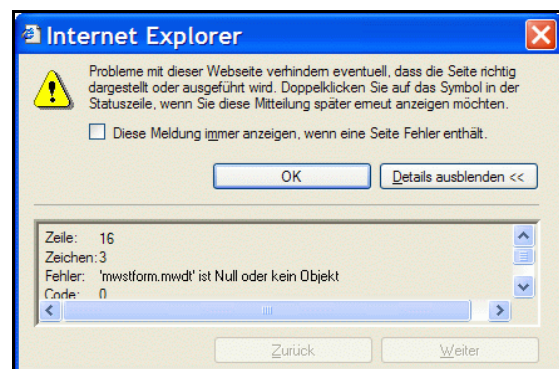 Internet Explorer
Probleme mit dieser Webseite verhindern eventuell, dass die Seite richtig
dargestellt oder ausgeführt wird. Doppelklicken Sie auf das Symbol in der
Statuszeile, wenn Sie diese Mitteilung später erneut anzeigen möchten.
Diese Meldung immer anzeigen, wenn eine Seite Fehler enthält.
OK
Details ausblenden <<
Zeile: 16
Zeichen: 3
Fehler: 'mwstform.mwdt' ist Null oder kein Objekt
Code: 0
Zurück
Weiter